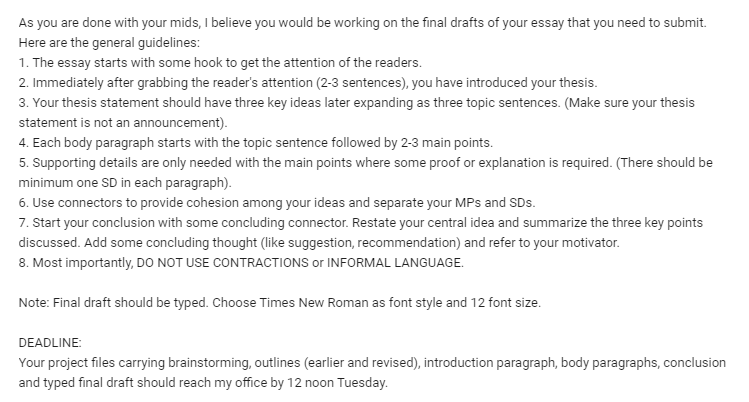 As you are done with your mids, I believe you would be working on the final drafts of your essay that you need to submit.
Here are the general guidelines:
1. The essay starts with some hook to get the attention of the readers.
2. Immediately after grabbing the reader's attention (2-3 sentences), you have introduced your thesis.
3. Your thesis statement should have three key ideas later expanding as three topic sentences. (Make sure your thesis
statement is not an announcement).
4. Each body paragraph starts with the topic sentence followed by 2-3 main points.
5. Supporting details are only needed with the main points where some proof or explanation is required. (There should be
minimum one SD in each paragraph).
6. Use connectors to provide cohesion among your ideas and separate your MPs and SDs.
7. Start your conclusion with some concluding connector. Restate your central idea and summarize the three key points
discussed. Add some concluding thought (like suggestion, recommendation) and refer to your motivator.
8. Most importantly, DO NOT USE CONTRACTIONS or INFORMAL LANGUAGE.
Note: Final draft should be typed. Choose Times New Roman as font style and 12 font size.
DEADLINE:
Your project files carrying brainstorming, outlines (earlier and revised), introduction paragraph, body paragraphs, conclusion
and typed final draft should reach my office by 12 noon Tuesday.